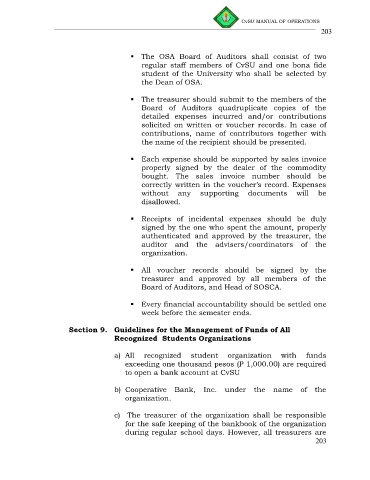 CvSU MANUAL OF OPERATIONS
203
▪ The OSA Board of Auditors shall consist of two
regular staff members of CvSU and one bona fide
student of the University who shall be selected by
the Dean of OSA.
▪ The treasurer should submit to the members of the
Board of Auditors quadruplicate copies of the
detailed expenses incurred and/or contributions
solicited on written or voucher records. In case of
contributions, name of contributors together with
the name of the recipient should be presented.
▪ Each expense should be supported by sales invoice
properly signed by the dealer of the commodity
bought. The sales invoice number should be
correctly written in the voucher's record. Expenses
without any supporting documents will be
disallowed.
▪ Receipts of incidental expenses should be duly
signed by the one who spent the amount, properly
authenticated and approved by the treasurer, the
auditor and the advisers/coordinators of the
organization.
▪ All voucher records should be signed by the
treasurer and approved by all members of the
Board of Auditors, and Head of SOSCA.
▪ Every financial accountability should be settled one
week before the semester ends.
Section 9. Guidelines for the Management of Funds of All
Recognized Students Organizations
a) All recognized student organization with funds
exceeding one thousand pesos (P 1,000.00) are required
to open a bank account at CvSU
b) Cooperative Bank, Inc. under the name of the
organization.
c) The treasurer of the organization shall be responsible
for the safe keeping of the bankbook of the organization
during regular school days. However, all treasurers are
203